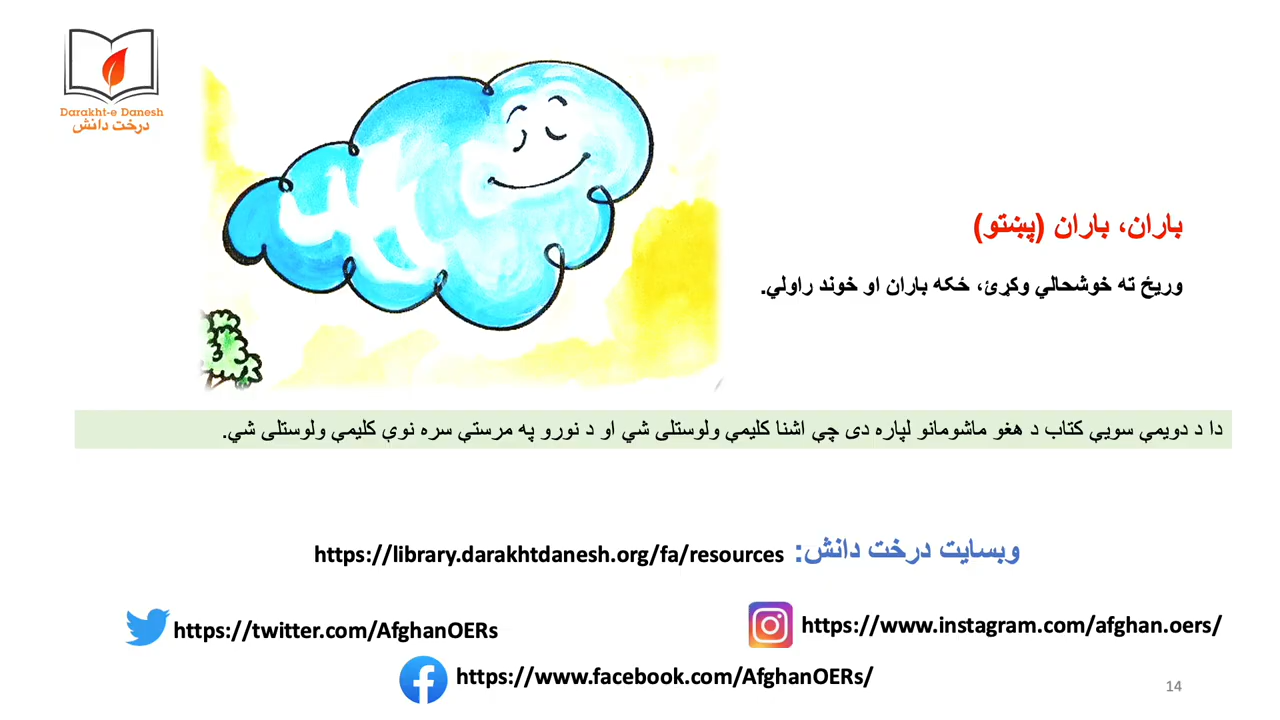 Darakht-e Danesh
درخت دانش
باران، باران (پښتو)
وریځ ته خوشحالي وکړئ، ځکه باران او خوند راولي.
دا د دویمې سویې کتاب د هغو ماشومانو لپاره دی چې اشنا کلیمې ولوستلی شي او د نورو په مرستې سره نوې کلیمې ولوستلی شي.
وبسایت درخت دانش: https://library.darakhtdanesh.org/fa/resources
https://twitter.com/AfghanOERs
https://www.instagram.com/afghan.oers/
https://www.facebook.com/AfghanOERs/
14